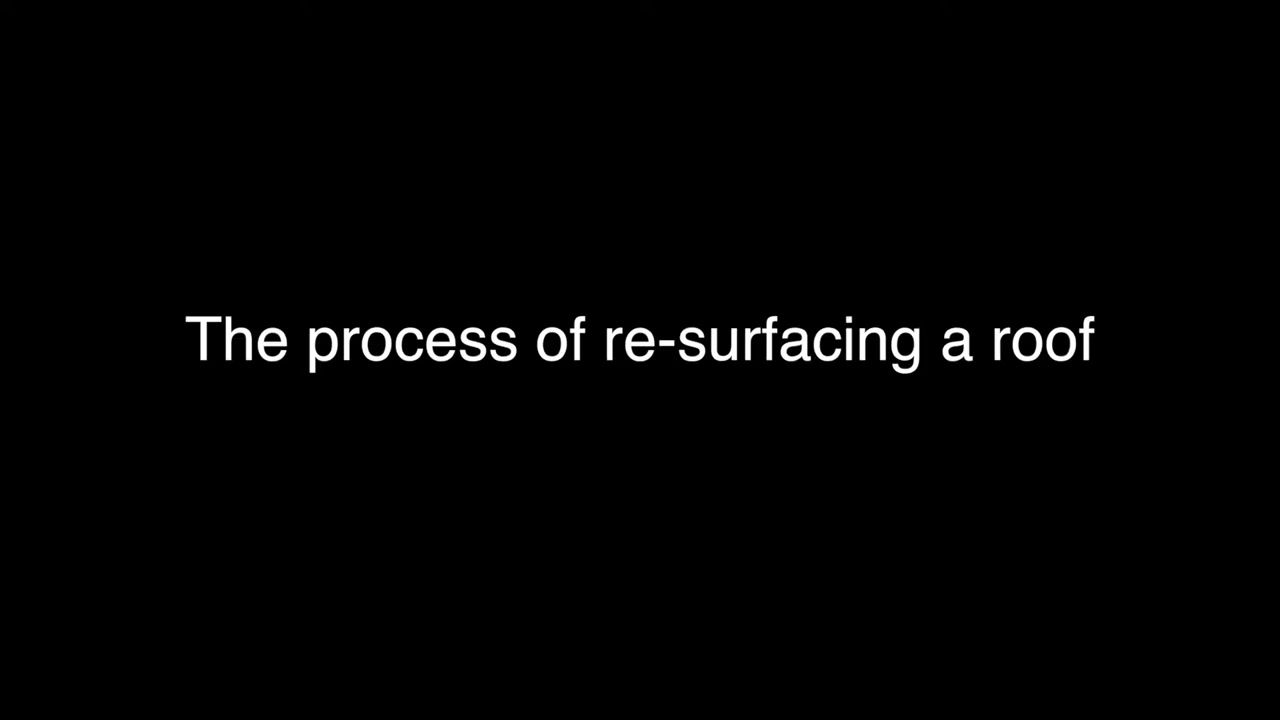 The process of re-surfacing a roof